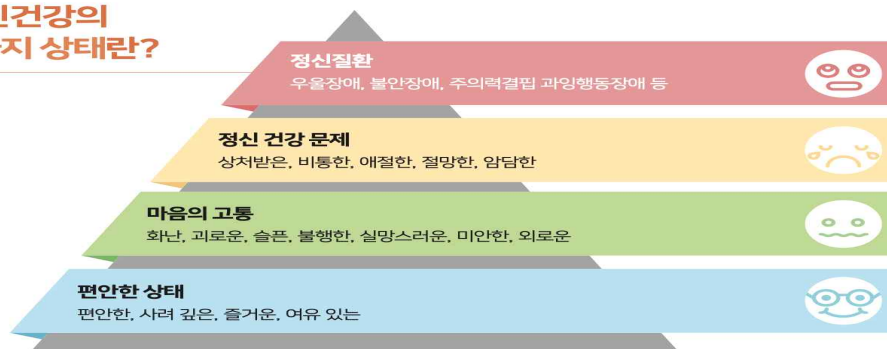 건강의
지 상태란?
정신질환
우울장애, 불안장애, 주의력결핍 과잉행동장애 등
정신 건강 문제
상처받은, 비통한, 애절한, 절망한, 암담한
마음의 고통
화난, 괴로운, 슬픈, 불행한, 실망스러운, 미안한, 외로운
편안한 상태
편안한, 사려 깊은, 즐거운, 여유 있는